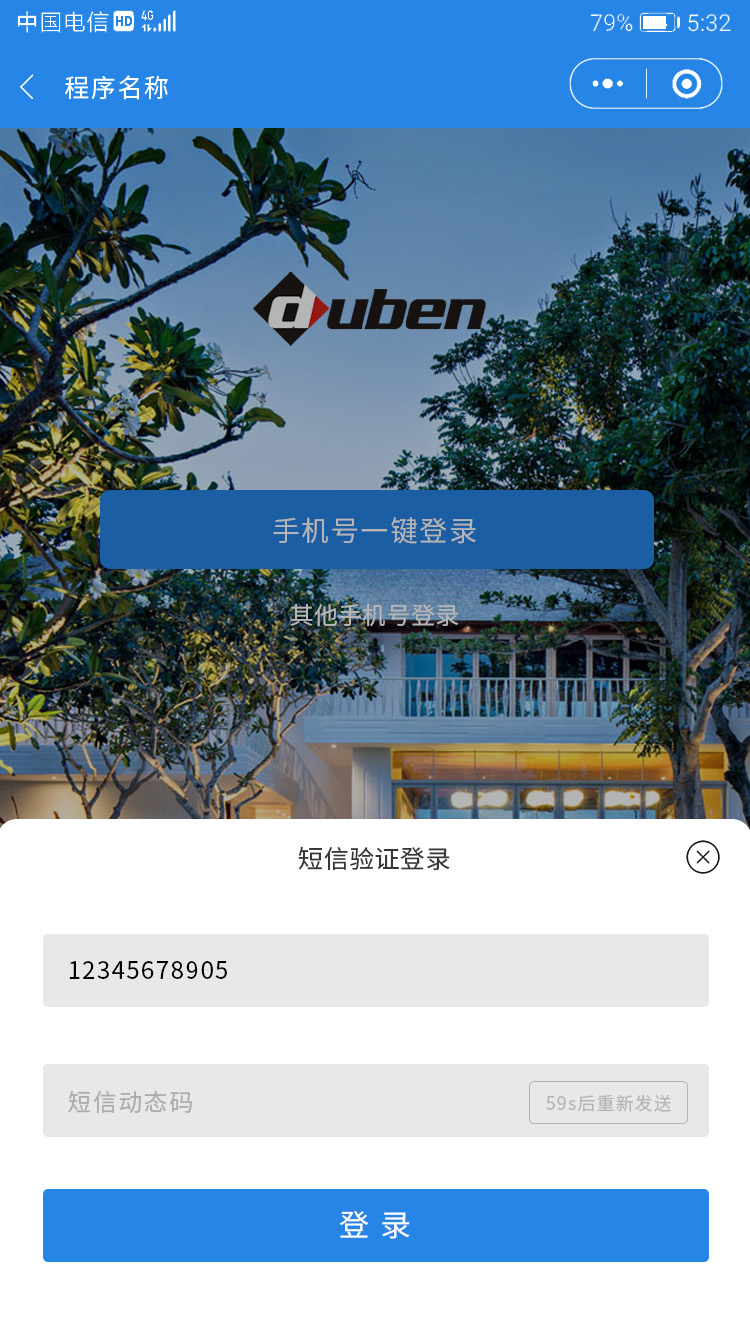 中国电信 HD 4G 79% 5:32
程序名称
duben
手机号一键登录
其他手机号登录
短信验证登录
12345678905
短信动态码 59s后重新发送
登 录